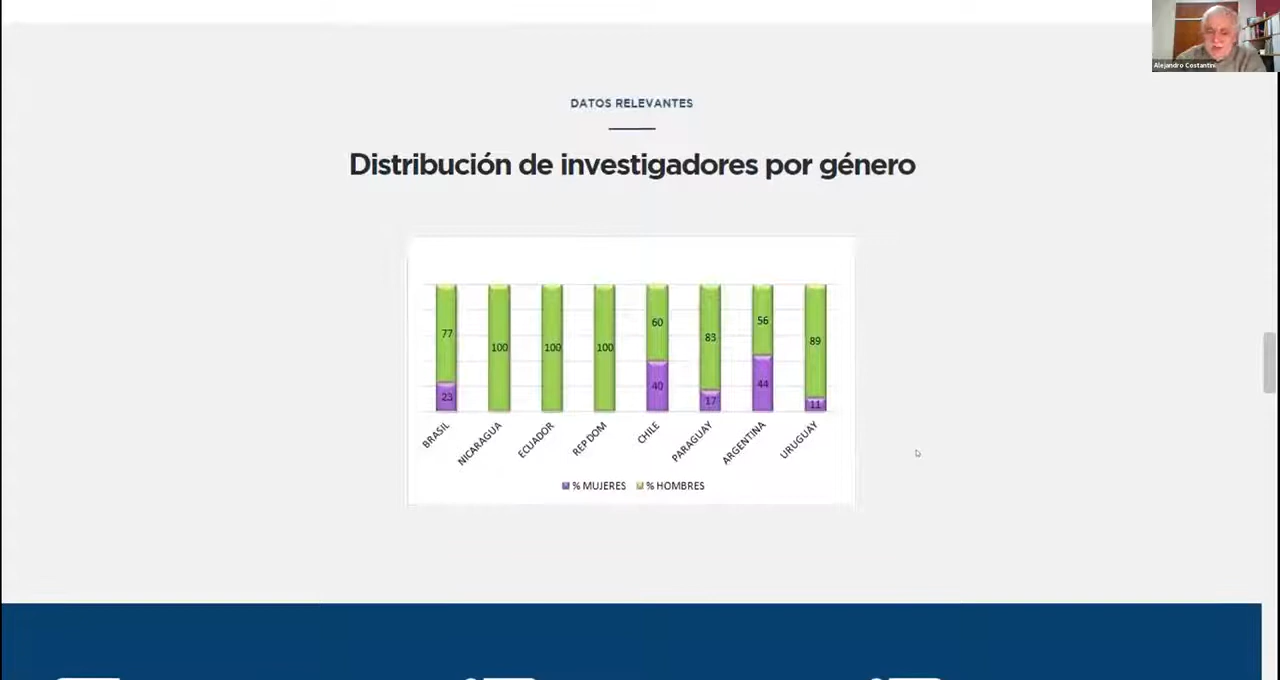 Alejandro Costantini
DATOS RELEVANTES
Distribución de investigadores por género
77 100 100 100 60 83 56 89
23 40 17 44 11
BRASIL NICARAGUA ECUADOR REP DOM CHILE PARAGUAY ARGENTINA URUGUAY
% MUJERES % HOMBRES